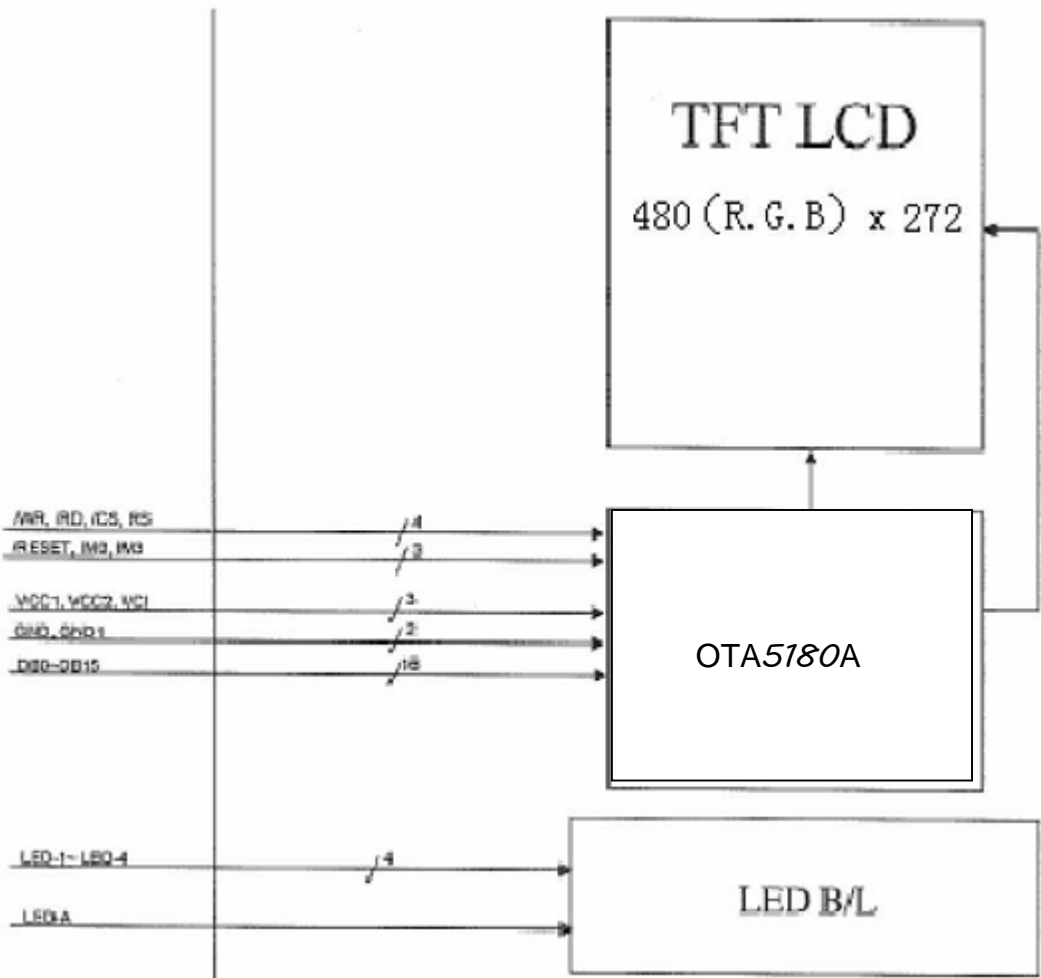 TFT LCD
480 (R.G.B) x 272
/WR, /RD, /CS, RS
4
/RESET, IM0, IM3
3
VCC1, VCC2, VCI
3
GND, GND1
2
DB0~DB15
16
OTA5180A
LED-1~LED-4
4
LED-A
LED B/L